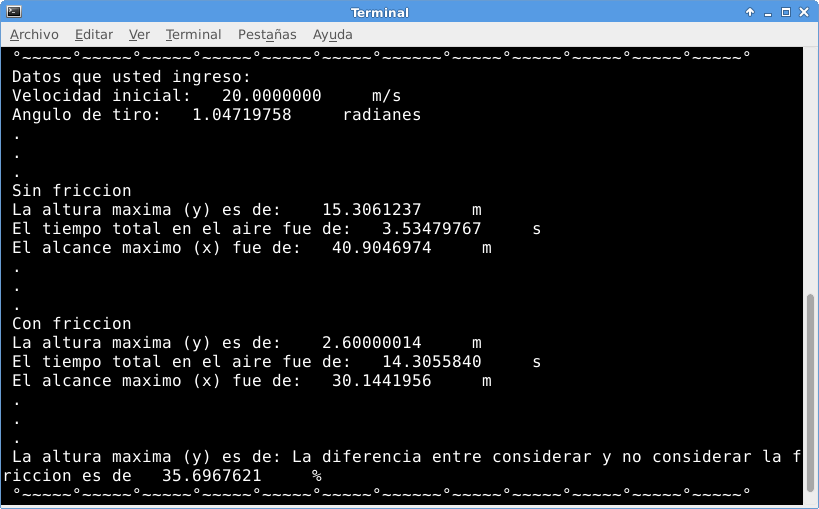 Terminal
Archivo Editar Ver Terminal Pestañas Ayuda
°~~~~~°~~~~~°~~~~~°~~~~~°~~~~~°~~~~~°~~~~~~°~~~~~°~~~~~°~~~~~°~~~~~°~~~~~°
Datos que usted ingreso:
Velocidad inicial: 20.0000000 m/s
Angulo de tiro: 1.04719758 radianes
.
.
.
Sin friccion
La altura maxima (y) es de: 15.3061237 m
El tiempo total en el aire fue de: 3.53479767 s
El alcance maximo (x) fue de: 40.9046974 m
.
.
.
Con friccion
La altura maxima (y) es de: 2.60000014 m
El tiempo total en el aire fue de: 14.3055840 s
El alcance maximo (x) fue de: 30.1441956 m
.
.
.
La altura maxima (y) es de: La diferencia entre considerar y no considerar la f
riccion es de 35.6967621 %
°~~~~~°~~~~~°~~~~~°~~~~~°~~~~~°~~~~~°~~~~~~°~~~~~°~~~~~°~~~~~°~~~~~°~~~~~°